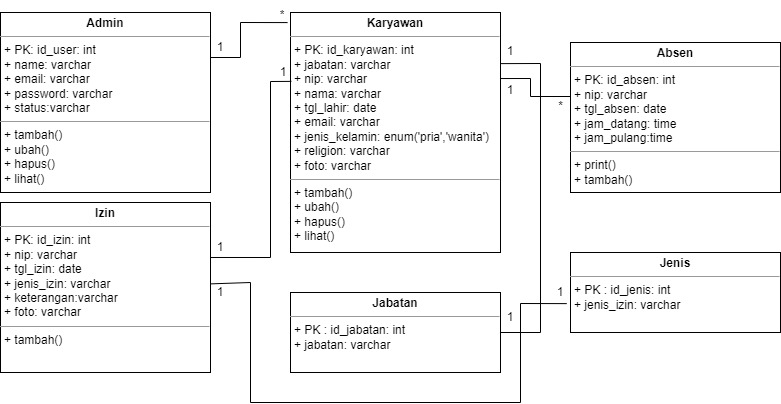 Admin
+ PK: id_user: int
+ name: varchar
+ email: varchar
+ password: varchar
+ status:varchar
+ tambah()
+ ubah()
+ hapus()
+ lihat()
1
*
Karyawan
+ PK: id_karyawan: int
+ jabatan: varchar
+ nip: varchar
+ nama: varchar
+ tgl_lahir: date
+ email: varchar
+ jenis_kelamin: enum('pria','wanita')
+ religion: varchar
+ foto: varchar
+ tambah()
+ ubah()
+ hapus()
+ lihat()
1
1
1
*
Absen
+ PK: id_absen: int
+ nip: varchar
+ tgl_absen: date
+ jam_datang: time
+ jam_pulang:time
+ print()
+ tambah()
Izin
+ PK: id_izin: int
+ nip: varchar
+ tgl_izin: date
+ jenis_izin: varchar
+ keterangan:varchar
+ foto: varchar
+ tambah()
1
1
Jabatan
+ PK : id_jabatan: int
+ jabatan: varchar
1
1
Jenis
+ PK : id_jenis: int
+ jenis_izin: varchar